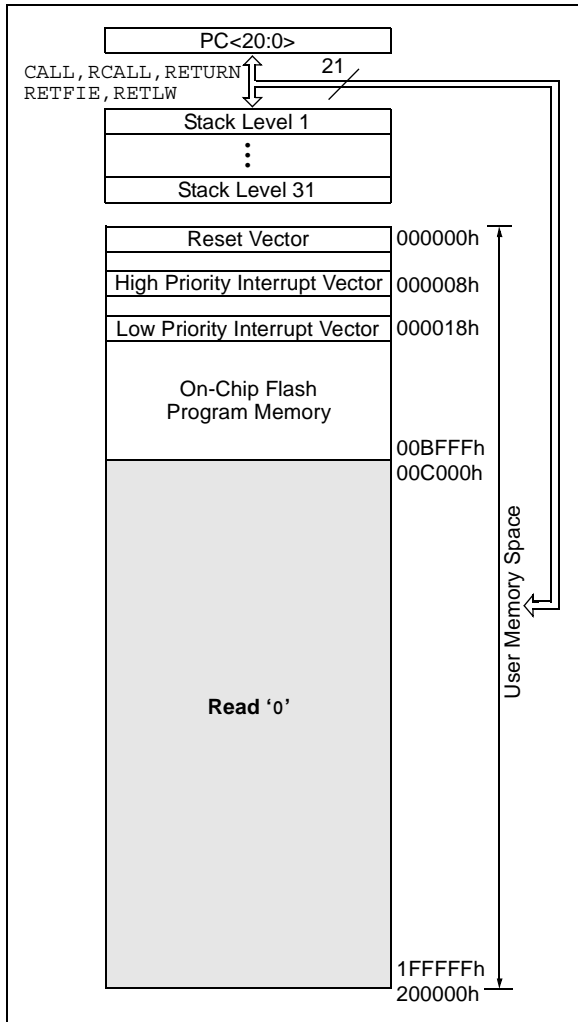 PC<20:0>
CALL,RCALL,RETURN
RETFIE,RETLW
21
Stack Level 1
Stack Level 31
Reset Vector
000000h
High Priority Interrupt Vector
000008h
Low Priority Interrupt Vector
000018h
On-Chip Flash
Program Memory
00BFFFh
00C000h
User Memory Space
Read ‘0’
1FFFFFh
200000h